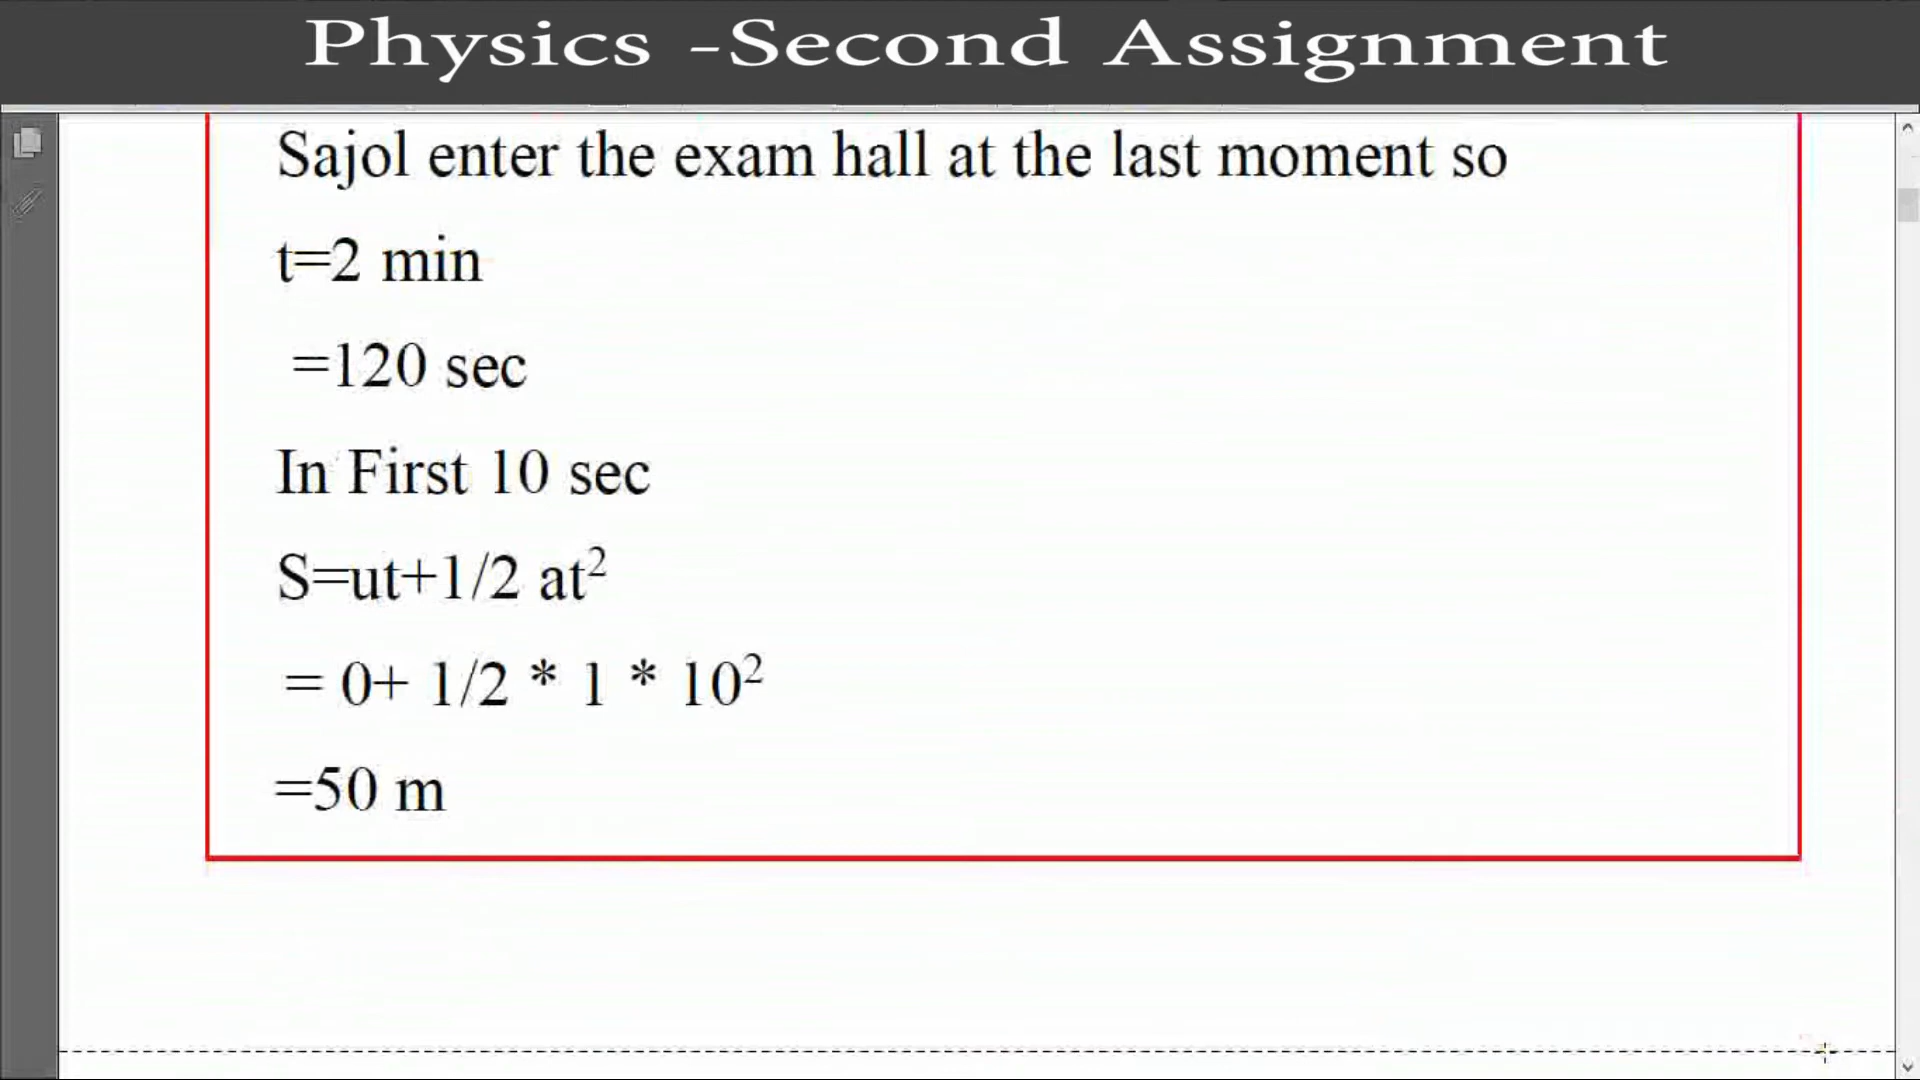 Physics -Second Assignment
Sajol enter the exam hall at the last moment so
t=2 min
=120 sec
In First 10 sec
S=ut+1/2 at²
= 0+ 1/2 * 1 * 10²
=50 m